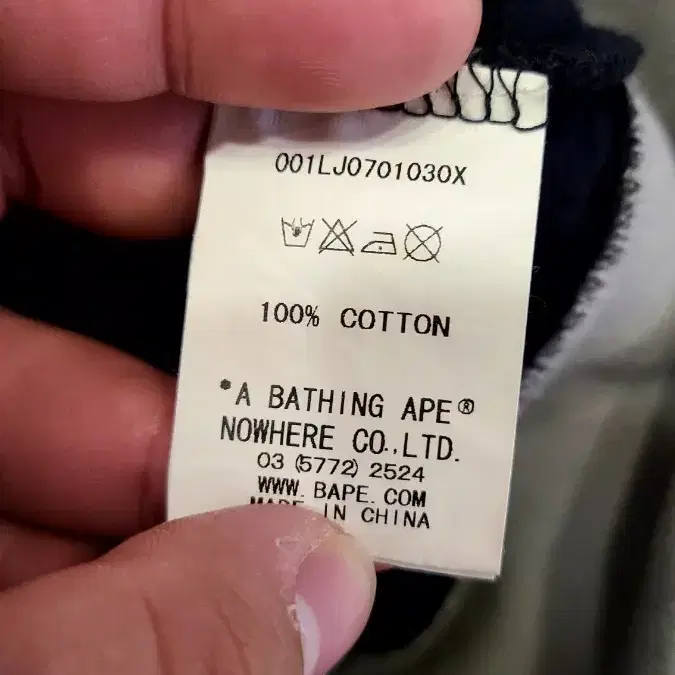 001LJ0701030X
100% COTTON
*A BATHING APE®
NOWHERE CO.,LTD.
03 (5772) 2524
WWW. BAPE. COM
MADE IN CHINA